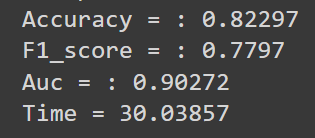 Accuracy = : 0.82297
F1_score = : 0.7797
Auc = : 0.90272
Time = 30.03857